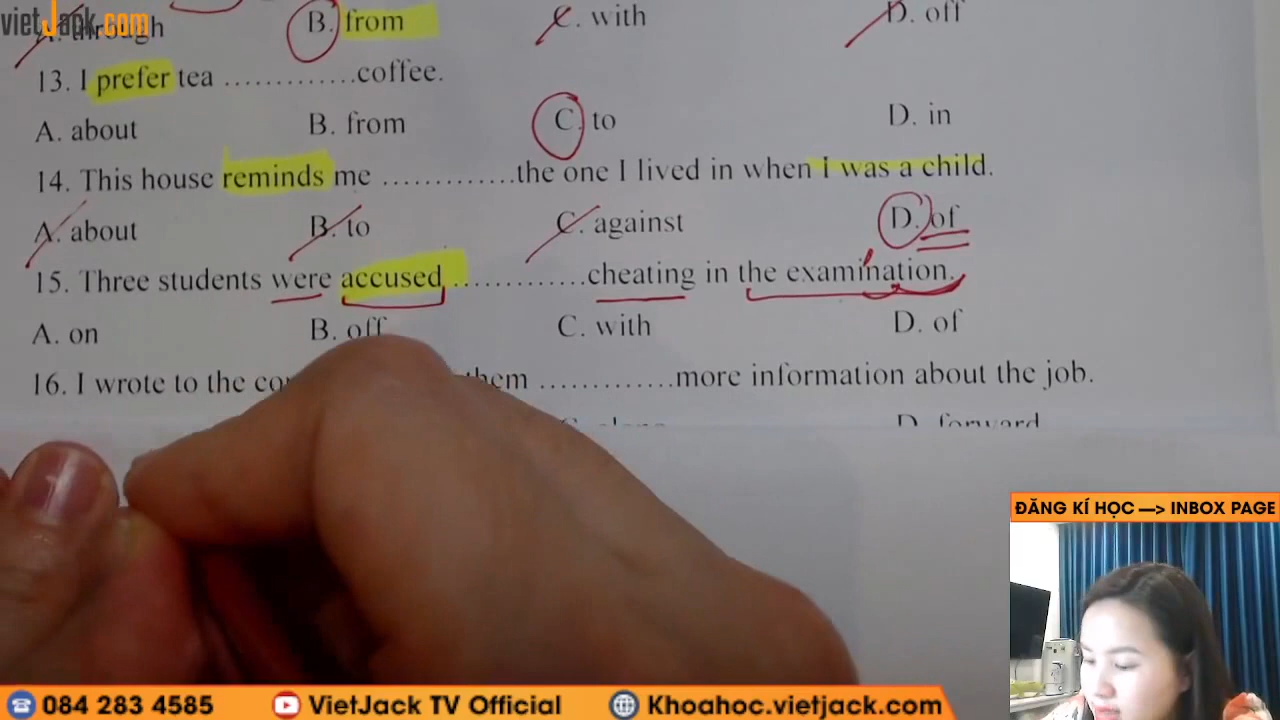 vietJack.com
A. through B. from C. with D. off
13. I prefer tea .............coffee.
A. about B. from C. to D. in
14. This house reminds me .............the one I lived in when I was a child.
A. about B. to C. against D. of
15. Three students were accused .............cheating in the examination.
A. on B. off C. with D. of
16. I wrote to the them .............more information about the job.
D. forward
ĐĂNG KÍ HỌC —> INBOX PAGE
084 283 4585 VietJack TV Official Khoahoc.vietjack.com